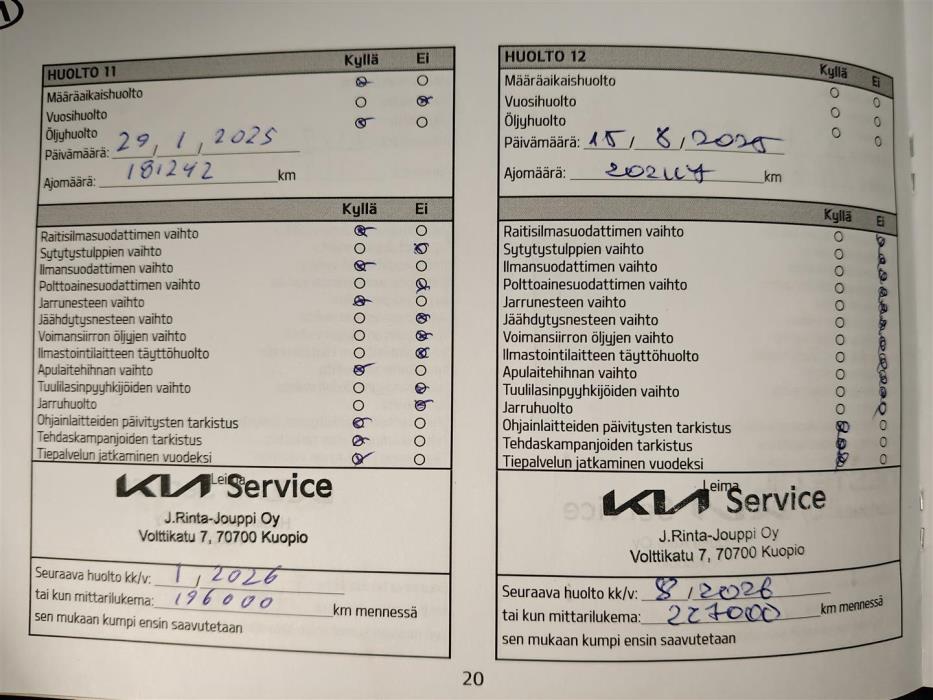 HUOLTO 11 Kyllä Ei
Määräaikaishuolto
Vuosihuolto
Öljyhuolto
Päivämäärä: 29, 1, 2025
Ajomäärä: 181242 km
Kyllä Ei
Raitisilmasuodattimen vaihto
Sytytystulppien vaihto
Ilmansuodattimen vaihto
Polttoainesuodattimen vaihto
Jarrunesteen vaihto
Jäähdytysnesteen vaihto
Voimansiirron öljyjen vaihto
Ilmastointilaitteen täyttöhuolto
Apulaitehihnan vaihto
Tuulilasinpyyhkijöiden vaihto
Jarruhuolto
Ohjainlaitteiden päivitysten tarkistus
Tehdaskampanjoiden tarkistus
Tiepalvelun jatkaminen vuodeksi
Leima
KIA Service
J.Rinta-Jouppi Oy
Volttikatu 7, 70700 Kuopio
Seuraava huolto kk/v: 1, 2026
tai kun mittarilukema: 196000 km mennessä
sen mukaan kumpi ensin saavutetaan
HUOLTO 12 Kyllä Ei
Määräaikaishuolto
Vuosihuolto
Öljyhuolto
Päivämäärä: 15 / 8 / 2025
Ajomäärä: km
Kyllä Ei
Raitisilmasuodattimen vaihto
Sytytystulppien vaihto
Ilmansuodattimen vaihto
Polttoainesuodattimen vaihto
Jarrunesteen vaihto
Jäähdytysnesteen vaihto
Voimansiirron öljyjen vaihto
Ilmastointilaitteen täyttöhuolto
Apulaitehihnan vaihto
Tuulilasinpyyhkijöiden vaihto
Jarruhuolto
Ohjainlaitteiden päivitysten tarkistus
Tehdaskampanjoiden tarkistus
Tiepalvelun jatkaminen vuodeksi
Leima
KIA Service
J.Rinta-Jouppi Oy
Volttikatu 7, 70700 Kuopio
Seuraava huolto kk/v: 8 / 2026
tai kun mittarilukema: 227000 km mennessä
sen mukaan kumpi ensin saavutetaan
20